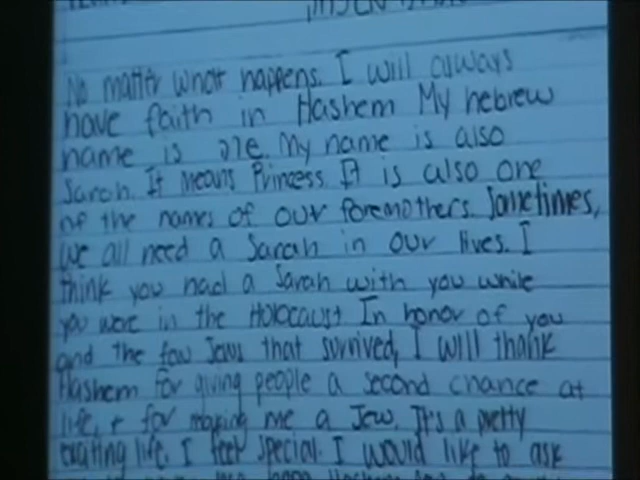 No matter what happens. I will always
have faith in Hashem My hebrew
name is My name is also
Sarah. It means Princess. It is also one
of the names of our foremothers. Sometimes,
We all need a Sarah in our lives. I
think you had a Sarah with you while
you were in the Holocaust In honor of you
and the few Jews that survived, I will thank
Hashem for giving people a second chance at
life, + for making me a Jew. It's a pretty
exciting life. I feel special. I would like to ask